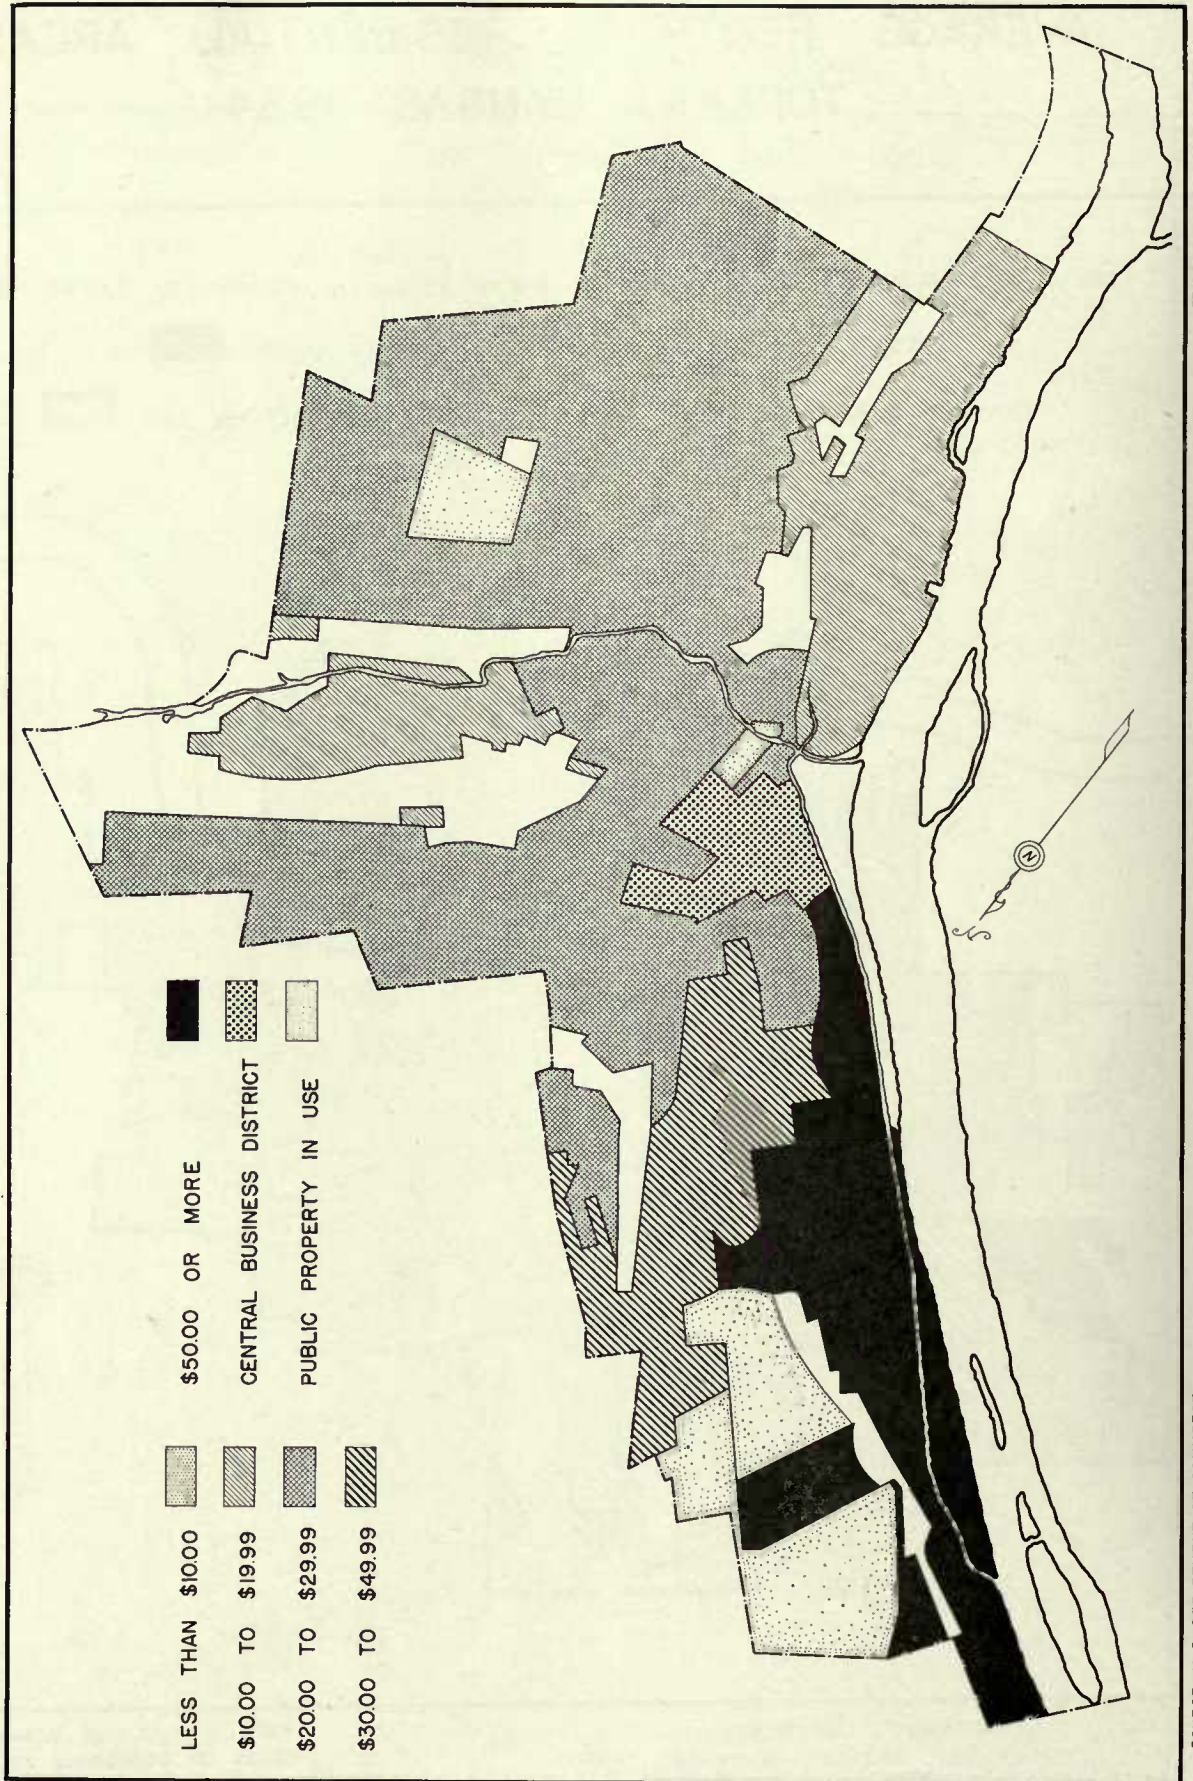 LESS THAN $10.00
$10.00 TO $19.99
$20.00 TO $29.99
$30.00 TO $49.99
$50.00 OR MORE
CENTRAL BUSINESS DISTRICT
PUBLIC PROPERTY IN USE
N